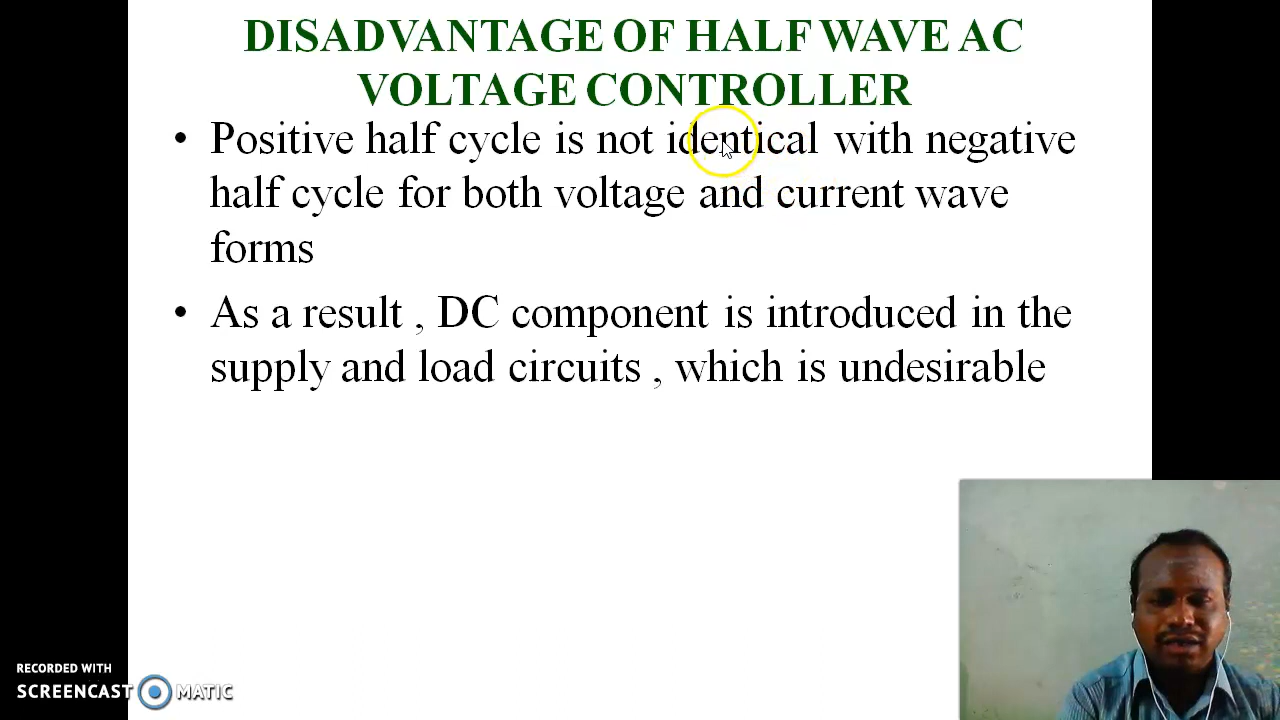 DISADVANTAGE OF HALF WAVE AC
VOLTAGE CONTROLLER
• Positive half cycle is not identical with negative
half cycle for both voltage and current wave
forms
• As a result , DC component is introduced in the
supply and load circuits , which is undesirable
RECORDED WITH
SCREENCAST MATIC